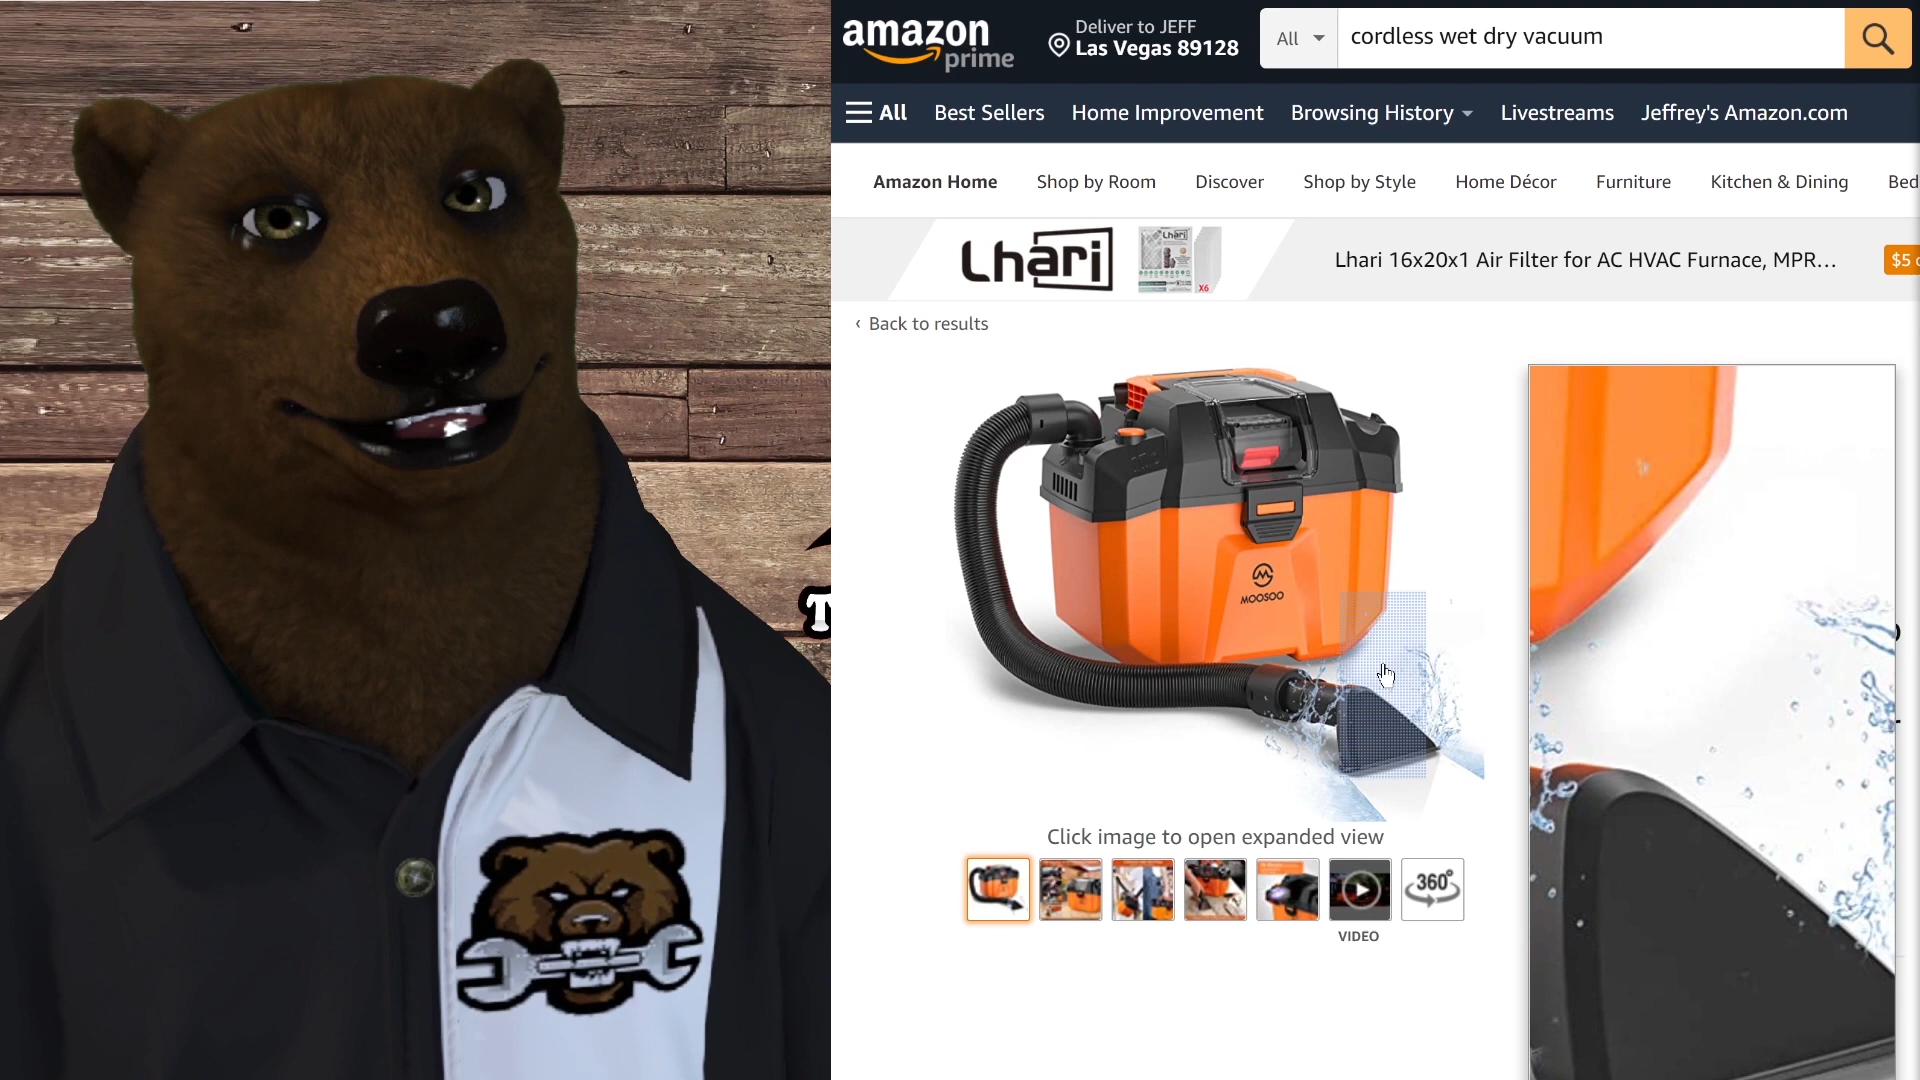 amazon
prime
Deliver to JEFF
Las Vegas 89128
All
cordless wet dry vacuum
All
Best Sellers
Home Improvement
Browsing History
Livestreams
Jeffrey's Amazon.com
Amazon Home
Shop by Room
Discover
Shop by Style
Home Décor
Furniture
Kitchen & Dining
Bed
Lhari
Lhari
X6
Lhari 16x20x1 Air Filter for AC HVAC Furnace, MPR...
$5
‹ Back to results
MOOSOO
T
Click image to open expanded view
360°
VIDEO